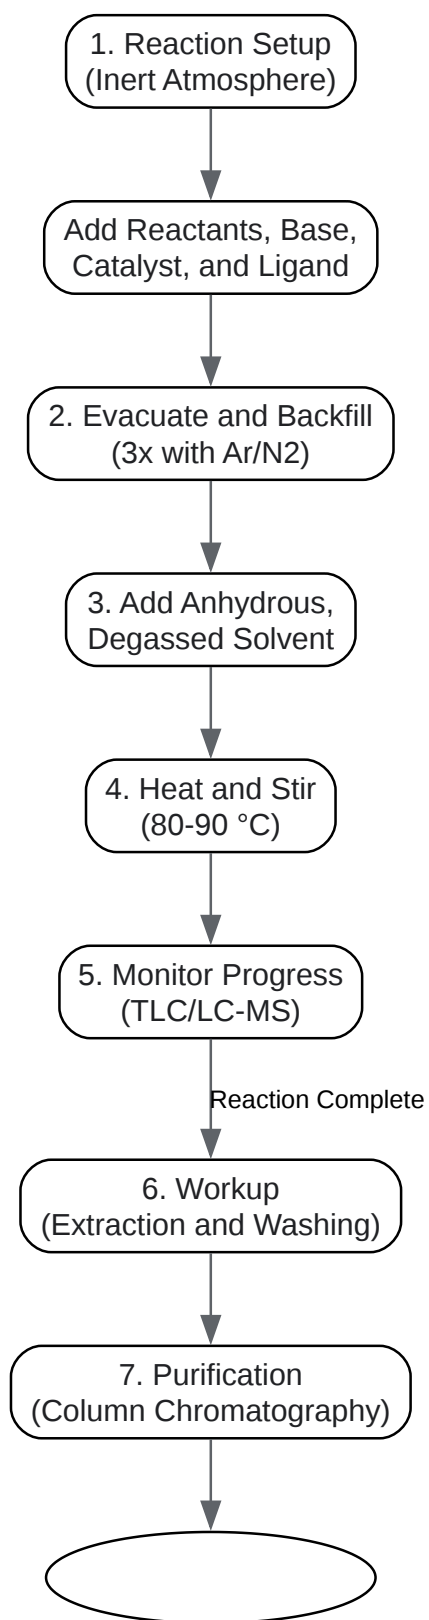 1. Reaction Setup
(Inert Atmosphere)
Add Reactants, Base,
Catalyst, and Ligand
2. Evacuate and Backfill
(3x with Ar/N2)
3. Add Anhydrous,
Degassed Solvent
4. Heat and Stir
(80-90 °C)
5. Monitor Progress
(TLC/LC-MS)
Reaction Complete
6. Workup
(Extraction and Washing)
7. Purification
(Column Chromatography)